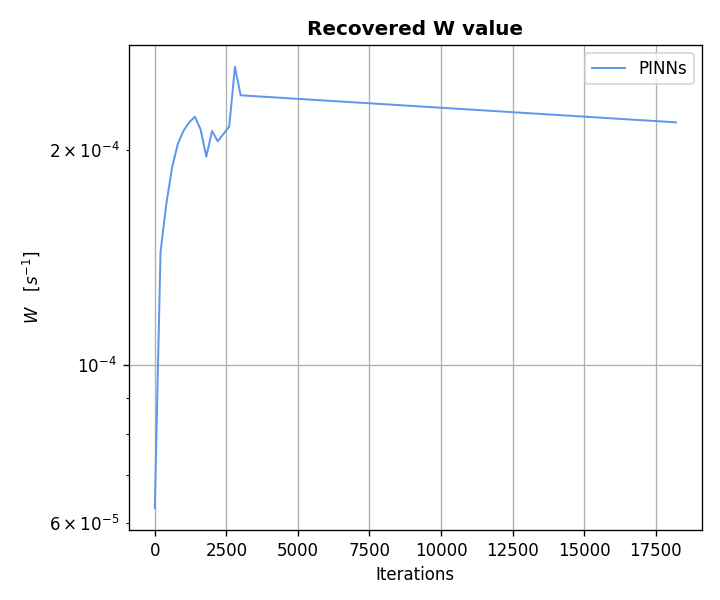 Recovered W value
PINNs
2 × 10⁻⁴
10⁻⁴
6 × 10⁻⁵
W [s⁻¹]
0 2500 5000 7500 10000 12500 15000 17500
Iterations